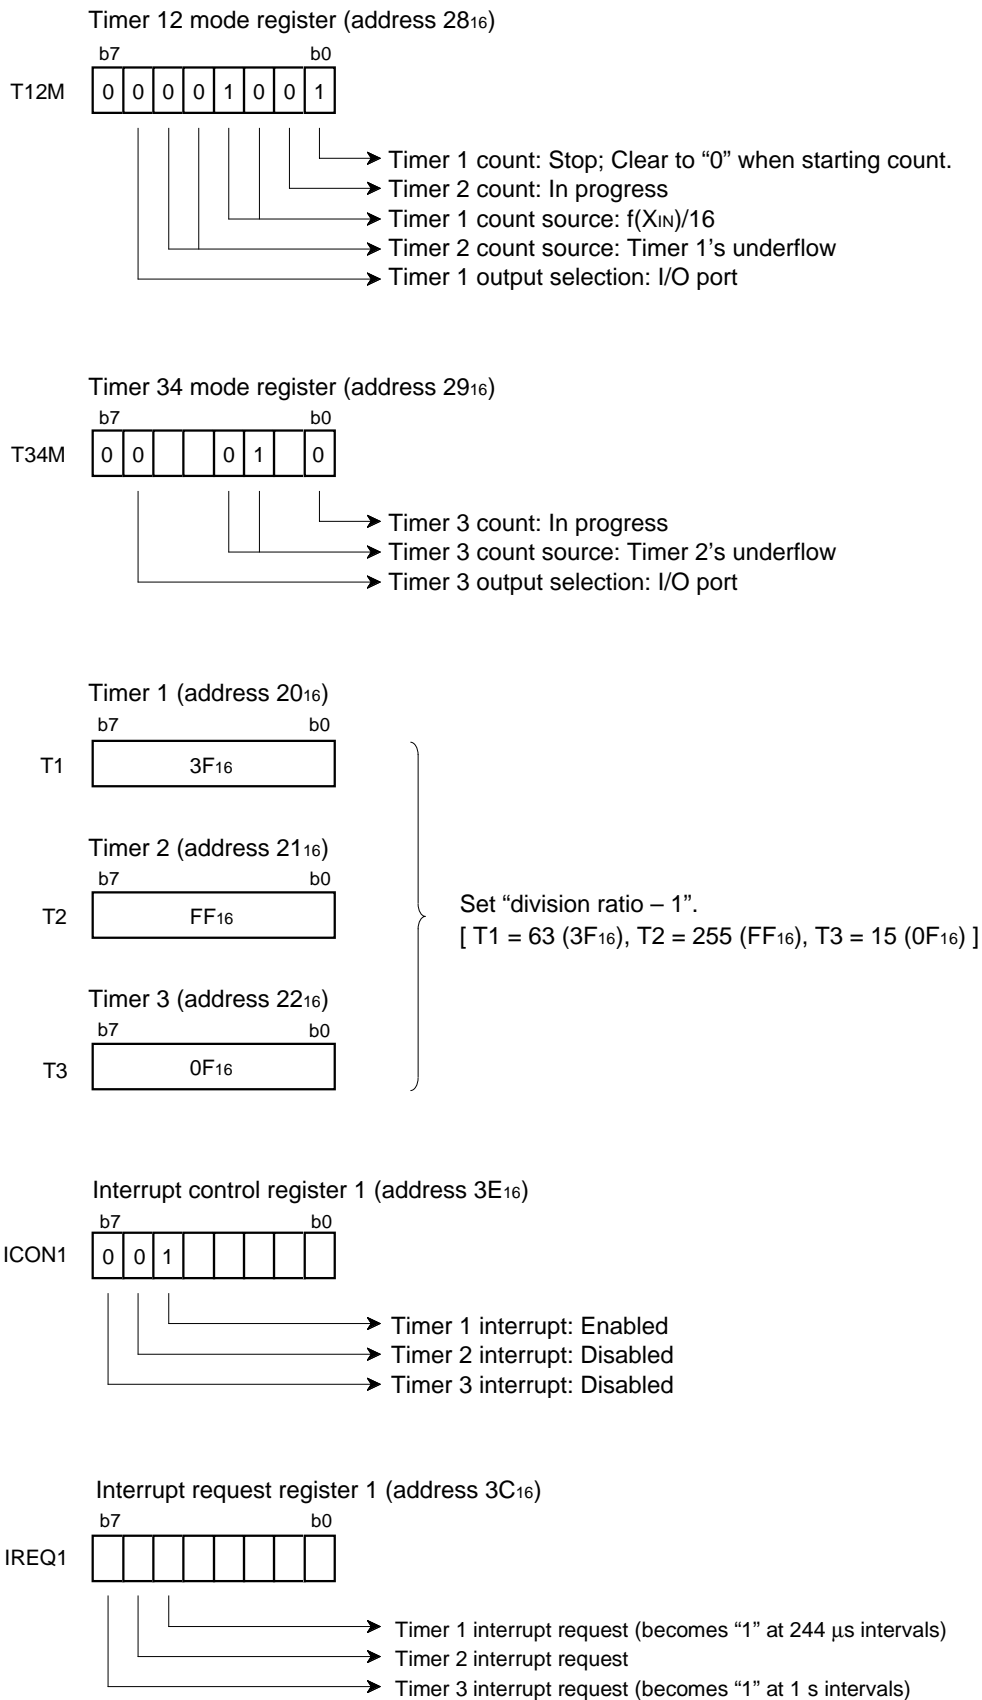 Timer 12 mode register (address 2816)
b7 b0
T12M 0 0 0 0 1 0 0 1
Timer 1 count: Stop; Clear to “0” when starting count.
Timer 2 count: In progress
Timer 1 count source: f(XIN)/16
Timer 2 count source: Timer 1's underflow
Timer 1 output selection: I/O port
Timer 34 mode register (address 2916)
b7 b0
T34M 0 0 0 1 0
Timer 3 count: In progress
Timer 3 count source: Timer 2's underflow
Timer 3 output selection: I/O port
Timer 1 (address 2016)
b7 b0
T1 3F16
Timer 2 (address 2116)
b7 b0
T2 FF16
Set “division ratio – 1”.
[ T1 = 63 (3F16), T2 = 255 (FF16), T3 = 15 (0F16) ]
Timer 3 (address 2216)
b7 b0
T3 0F16
Interrupt control register 1 (address 3E16)
b7 b0
ICON1 0 0 1
Timer 1 interrupt: Enabled
Timer 2 interrupt: Disabled
Timer 3 interrupt: Disabled
Interrupt request register 1 (address 3C16)
b7 b0
IREQ1
Timer 1 interrupt request (becomes “1” at 244 μs intervals)
Timer 2 interrupt request
Timer 3 interrupt request (becomes “1” at 1 s intervals)